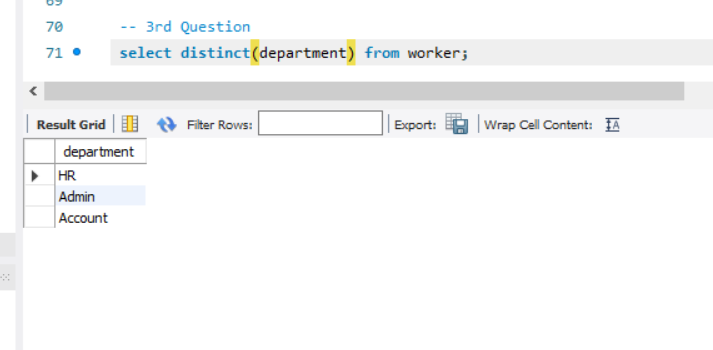 69
70 -- 3rd Question
71 select distinct(department) from worker;
Result Grid Filter Rows: Export: Wrap Cell Content: IA
department
HR
Admin
Account